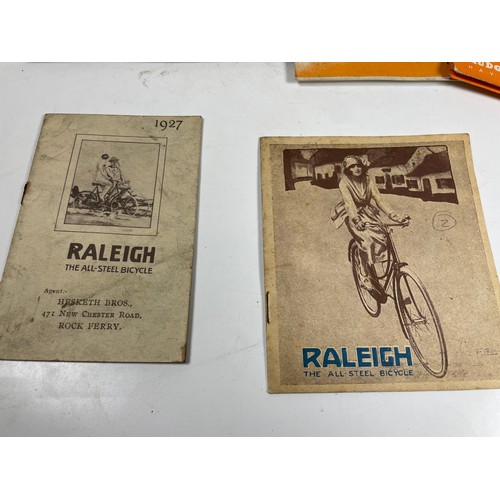 1927
RALEIGH
THE ALL-STEEL BICYCLE
Agent:-
HESKETH BROS.,
471 NEW CHESTER ROAD,
ROCK FERRY.
2
RALEIGH
THE ALL-STEEL BICYCLE